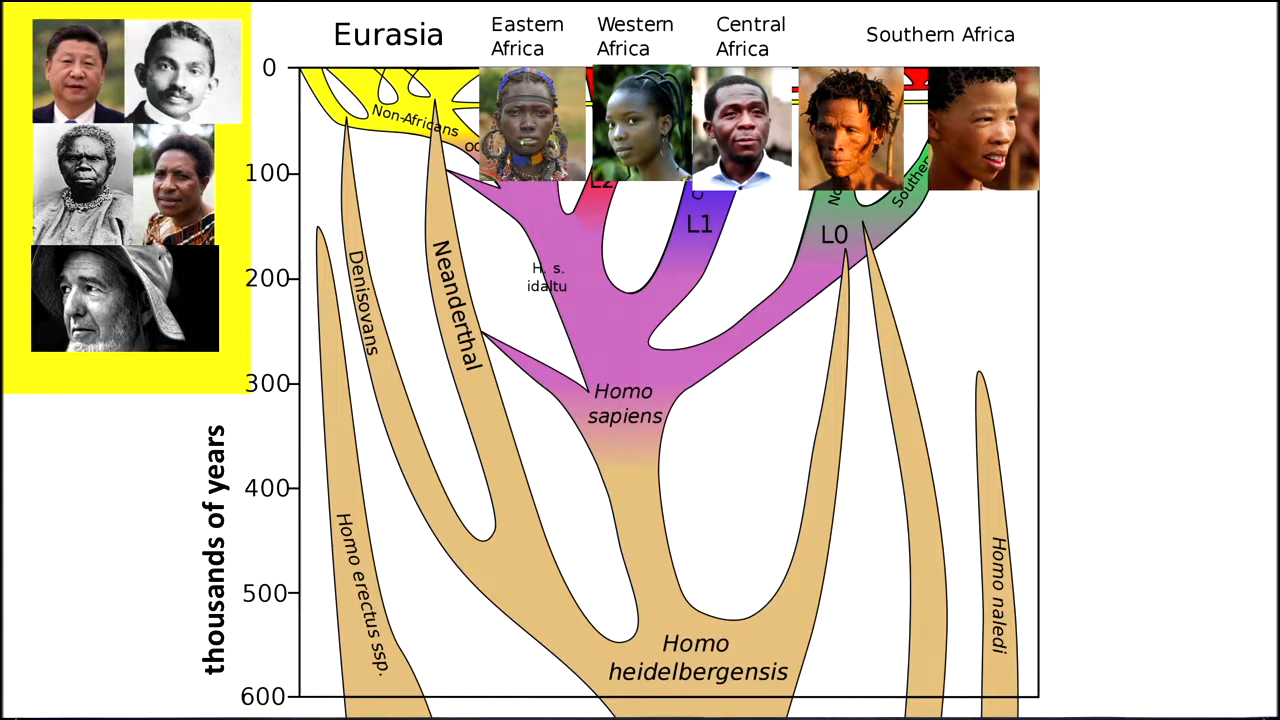 Eurasia
Eastern
Africa
Western
Africa
Central
Africa
Southern Africa
0
100
200
300
400
500
600
thousands of years
Non-Africans
L2
L1
L0
Denisovans
Neanderthal
H. s.
idaltu
Homo
sapiens
Homo erectus ssp.
Homo
heidelbergensis
Homo naledi